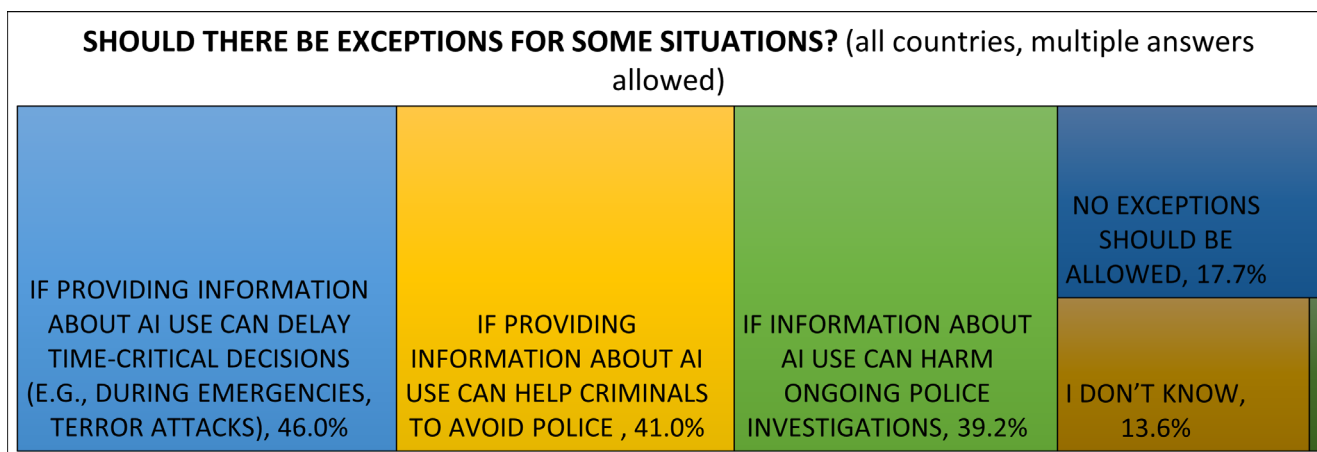 SHOULD THERE BE EXCEPTIONS FOR SOME SITUATIONS? (all countries, multiple answers
allowed)
IF PROVIDING INFORMATION
ABOUT AI USE CAN DELAY
TIME-CRITICAL DECISIONS
(E.G., DURING EMERGENCIES,
TERROR ATTACKS), 46.0%
IF PROVIDING
INFORMATION ABOUT AI
USE CAN HELP CRIMINALS
TO AVOID POLICE , 41.0%
IF INFORMATION ABOUT
AI USE CAN HARM
ONGOING POLICE
INVESTIGATIONS, 39.2%
NO EXCEPTIONS
SHOULD BE
ALLOWED, 17.7%
I DON’T KNOW,
13.6%